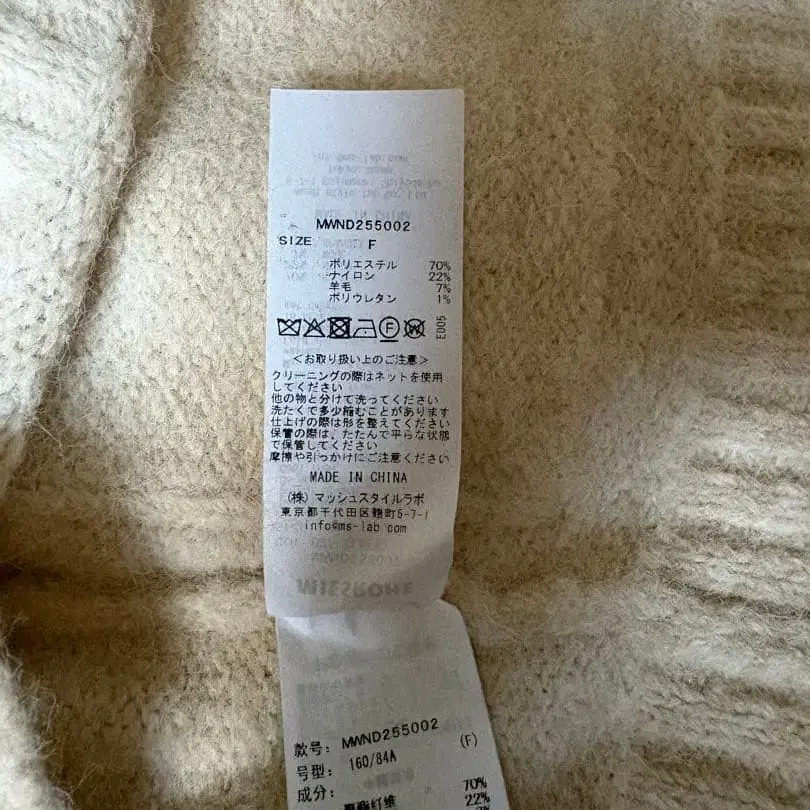 MWND255002
SIZE F
ポリエステル 70%
ナイロン 22%
羊毛 7%
ポリウレタン 1%
F W E005
<お取り扱い上のご注意>
クリーニングの際はネットを使用
してください
他の物と分けて洗ってください
洗たくで多少縮むことがあります
仕上げの際は形を整えてください
保管の際は、たたんで平らな状態
で保管してください
摩擦や引っかけにご注意ください
MADE IN CHINA
(株)マッシュスタイルラボ
東京都千代田区麹町5-7-1
info@ms-lab.com
款号: MWND255002
号型: 160/84A (F)
成分: 70%
聚酯纤维 22%